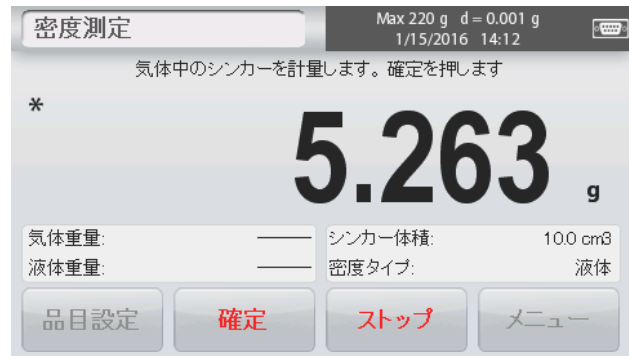 密度測定
Max 220 g d = 0.001 g
1/15/2016 14:12
気体中のシンカーを計量します。確定を押します
*
5.263 g
気体重量: ——— シンカー体積: 10.0 cm3
液体重量: ——— 密度タイプ: 液体
品目設定 確定 ストップ メニュー